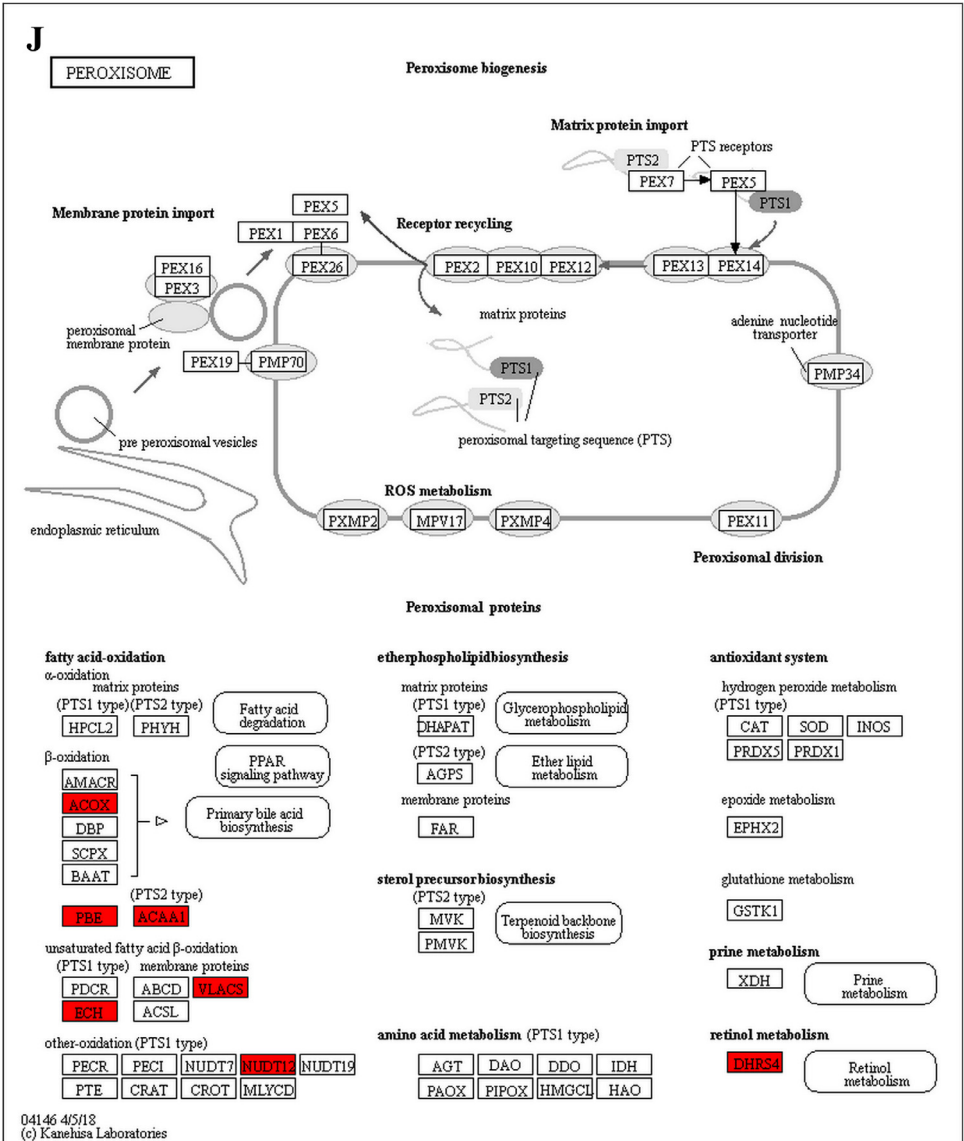 J
PEROXISOME
Peroxisome biogenesis
Matrix protein import
PTS2
PTS receptors
PEX7
PEX5
PTS1
Membrane protein import
PEX5
PEX1
PEX6
Receptor recycling
PEX16
PEX3
PEX26
PEX2
PEX10
PEX12
PEX13
PEX14
peroxisomal
membrane protein
matrix proteins
adenine nucleotide
transporter
PEX19
PMP70
PTS1
PMP34
PTS2
pre peroxisomal vesicles
peroxisomal targeting sequence (PTS)
ROS metabolism
endoplasmic reticulum
PXMP2
MPV17
PXMP4
PEX11
Peroxisomal division
Peroxisomal proteins
fatty acid-oxidation
α-oxidation
matrix proteins
(PTS1 type) (PTS2 type)
HPCL2
PHYH
Fatty acid
degradation
β-oxidation
PPAR
signaling pathway
AMACR
ACOX
DBP
SCPX
BAAT
Primary bile acid
biosynthesis
(PTS2 type)
PBE
ACAA1
unsaturated fatty acid β-oxidation
(PTS1 type) membrane proteins
PDCR
ABCD
VLACS
ECH
ACSL
other-oxidation (PTS1 type)
PECR
PECI
NUDT7
NUDT12
NUDT19
PTE
CRAT
CROT
MLYCD
etherphospholipidbiosynthesis
matrix proteins
(PTS1 type)
DHAPAT
Glycerophospholipid
metabolism
(PTS2 type)
AGPS
Ether lipid
metabolism
membrane proteins
FAR
sterol precursorbiosynthesis
(PTS2 type)
MVK
PMVK
Terpenoid backbone
biosynthesis
amino acid metabolism (PTS1 type)
AGT
DAO
DDO
IDH
PAOX
PIPOX
HMGCL
HAO
antioxidant system
hydrogen peroxide metabolism
(PTS1 type)
CAT
SOD
INOS
PRDX5
PRDX1
epoxide metabolism
EPHX2
glutathione metabolism
GSTK1
prine metabolism
XDH
Prine
metabolism
retinol metabolism
DHRS4
Retinol
metabolism
04146 4/5/18
(c) Kanehisa Laboratories